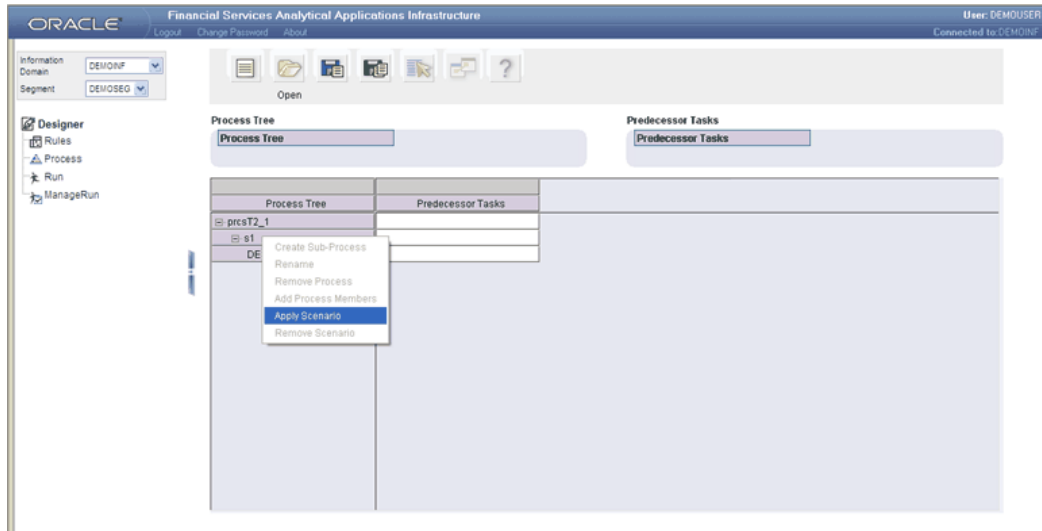 ORACLE
Financial Services Analytical Applications Infrastructure
User: DEMOUSER
Logout Change Password About
Connected to:DEMOINF
Information Domain DEMOINF
Segment DEMOSEG
Open
Designer
Rules
Process
Run
ManageRun
Process Tree
Process Tree
Predecessor Tasks
Predecessor Tasks
Process Tree Predecessor Tasks
prcsT2_1
s1
DE
Create Sub-Process
Rename
Remove Process
Add Process Members
Apply Scenario
Remove Scenario